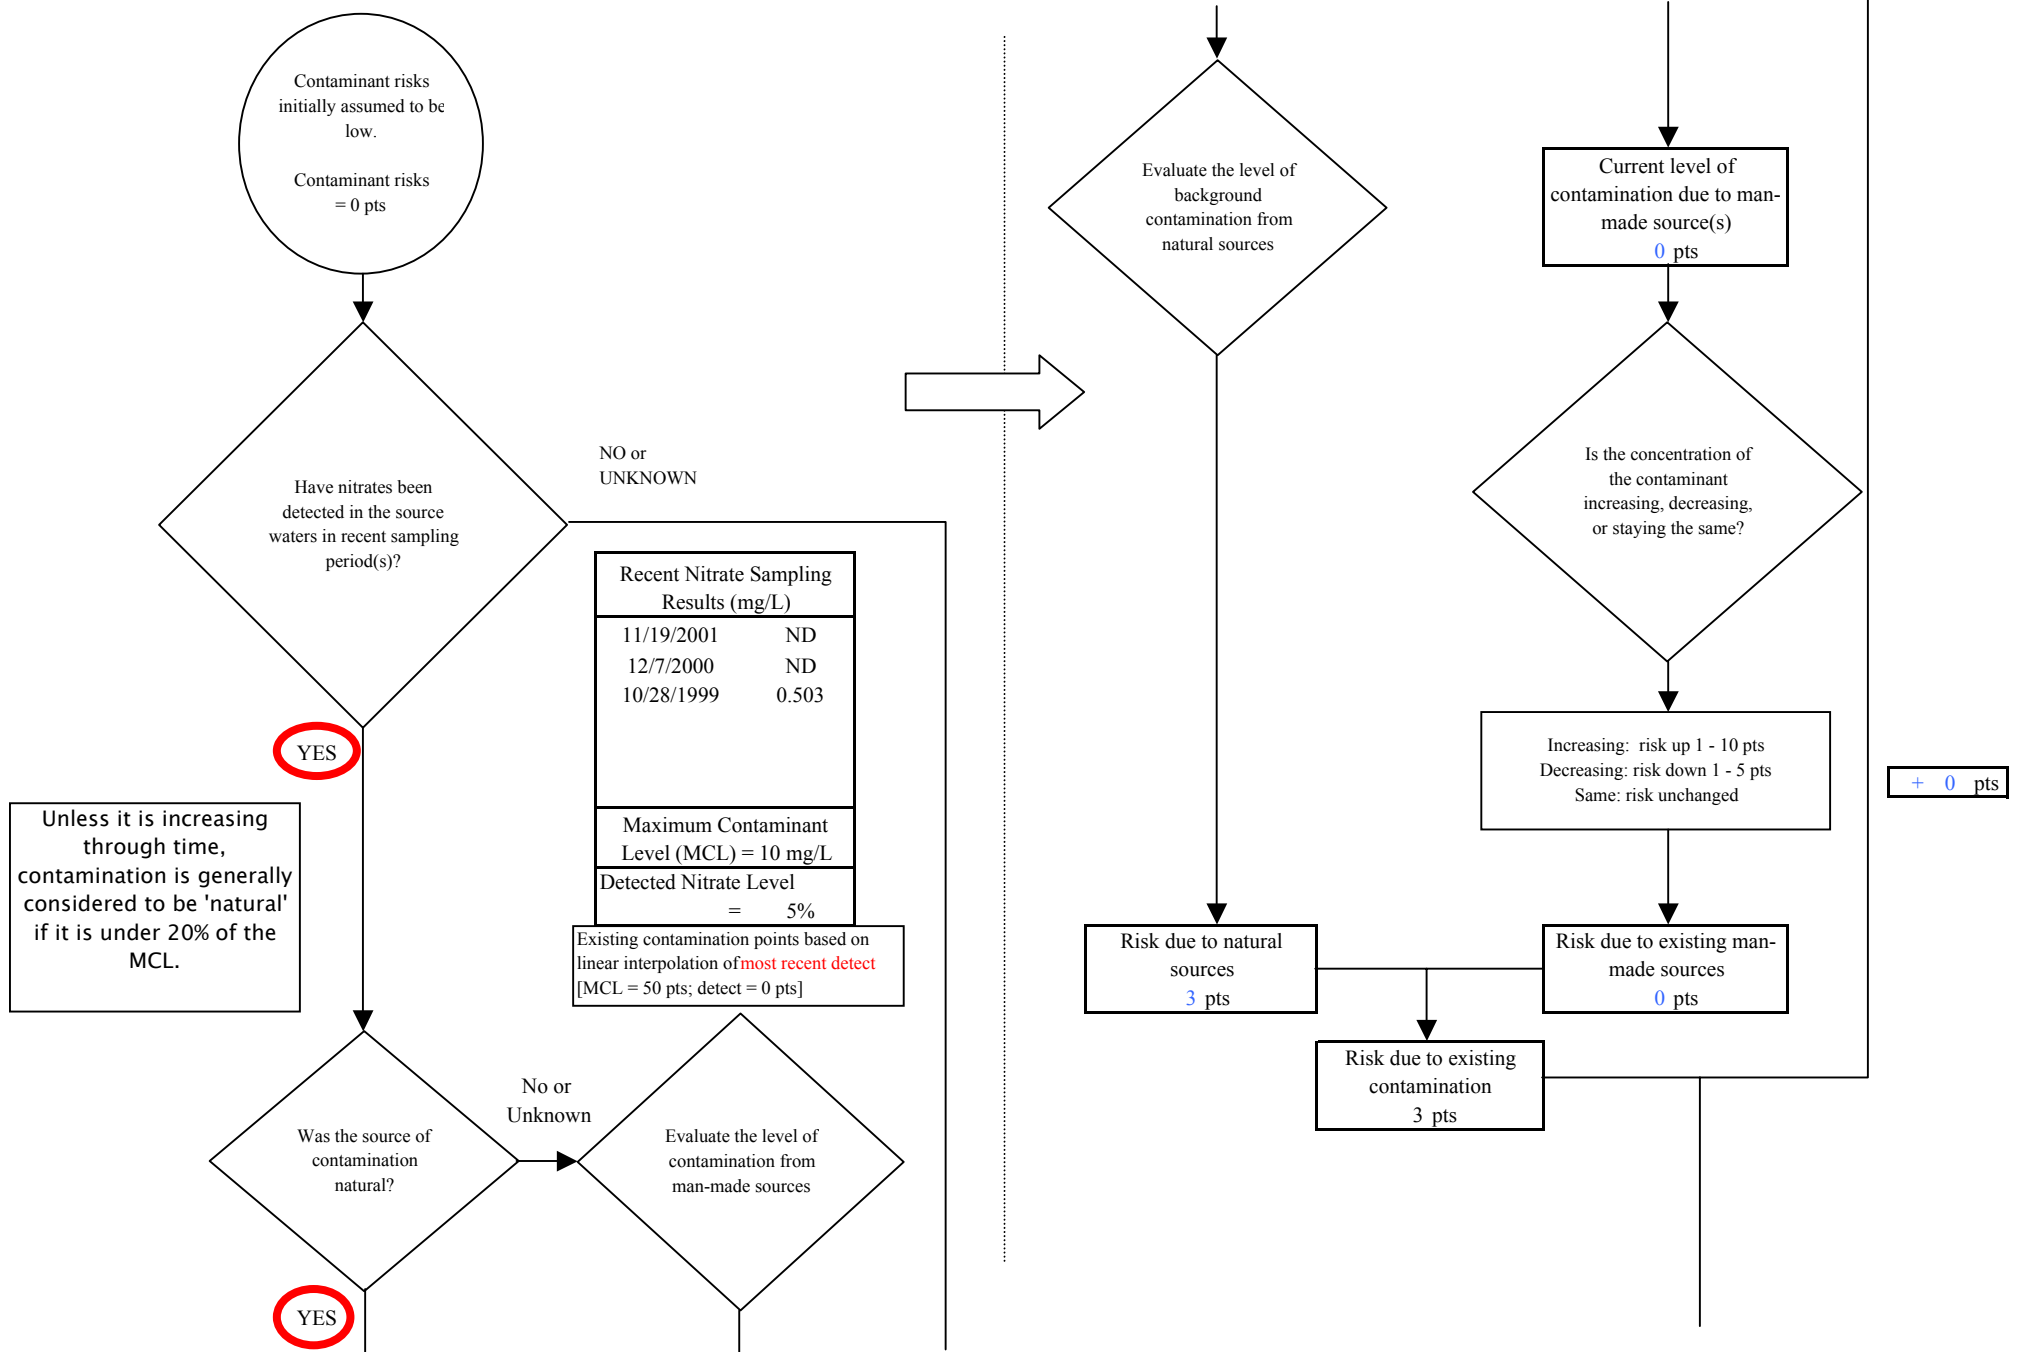 Contaminant risks
initially assumed to be
low.
Contaminant risks
= 0 pts
Have nitrates been
detected in the source
waters in recent sampling
period(s)?
NO or
UNKNOWN
YES
Recent Nitrate Sampling
Results (mg/L)
11/19/2001 ND
12/7/2000 ND
10/28/1999 0.503
Maximum Contaminant
Level (MCL) = 10 mg/L
Detected Nitrate Level
= 5%
Existing contamination points based on
linear interpolation of most recent detect
[MCL = 50 pts; detect = 0 pts]
Unless it is increasing
through time,
contamination is generally
considered to be 'natural'
if it is under 20% of the
MCL.
Was the source of
contamination
natural?
No or
Unknown
Evaluate the level of
contamination from
man-made sources
YES
Evaluate the level of
background
contamination from
natural sources
Current level of
contamination due to man-
made source(s)
0 pts
Is the concentration of
the contaminant
increasing, decreasing,
or staying the same?
Increasing: risk up 1 - 10 pts
Decreasing: risk down 1 - 5 pts
Same: risk unchanged
+ 0 pts
Risk due to natural
sources
3 pts
Risk due to existing man-
made sources
0 pts
Risk due to existing
contamination
3 pts